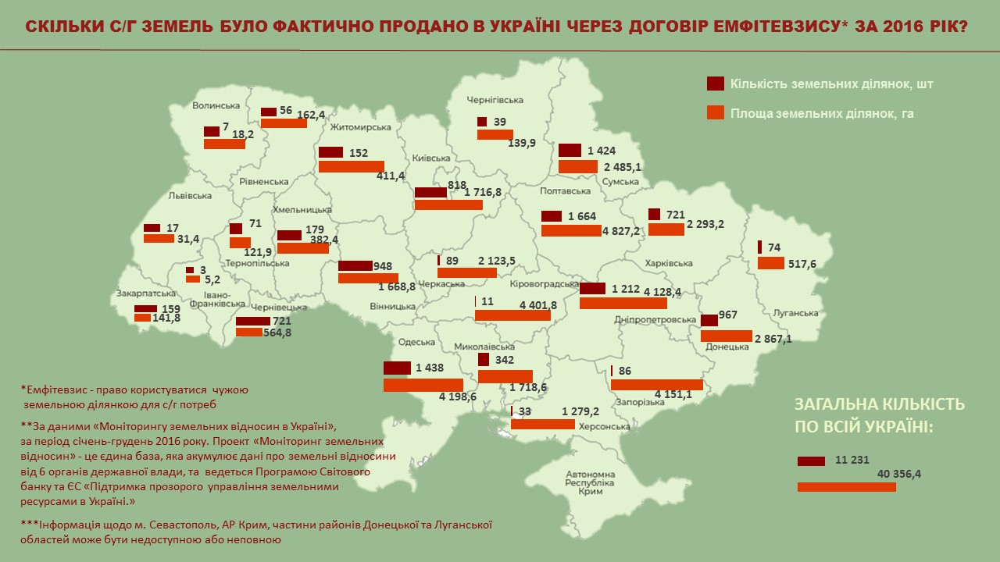 СКІЛЬКИ С/Г ЗЕМЕЛЬ БУЛО ФАКТИЧНО ПРОДАНО В УКРАЇНІ ЧЕРЕЗ ДОГОВІР ЕМФІТЕВЗИСУ* ЗА 2016 РІК?
Кількість земельних ділянок, шт
Площа земельних ділянок, га
Волинська
7
18,2
56
162,4
Рівненська
Житомирська
152
411,4
Київська
818
1 716,8
Чернігівська
39
139,9
1 424
2 485,1
Сумська
Львівська
17
31,4
71
121,9
Тернопільська
Хмельницька
179
382,4
Полтавська
1 664
4 827,2
721
2 293,2
Харківська
74
517,6
Луганська
3
5,2
Івано-
Франківська
Закарпатська
159
141,8
Чернівецька
721
564,8
948
1 668,8
Вінницька
89
2 123,5
Черкаська
Кіровоградська
11
4 401,8
1 212
4 128,4
Дніпропетровська
967
2 867,1
Донецька
Одеська
1 438
4 198,6
Миколаївська
342
1 718,6
86
4 151,1
Запорізька
33
1 279,2
Херсонська
Автономна
Республіка
Крим
ЗАГАЛЬНА КІЛЬКІСТЬ
ПО ВСІЙ УКРАЇНІ:
11 231
40 356,4
*Емфітевзис - право користуватися чужою
земельною ділянкою для с/г потреб
**За даними «Моніторингу земельних відносин в Україні»,
за період січень-грудень 2016 року. Проект «Моніторинг земельних
відносин» - це єдина база, яка акумулює дані про земельні відносини
від 6 органів державної влади, та ведеться Програмою Світового
банку та ЄС «Підтримка прозорого управління земельними
ресурсами в Україні.»
***Інформація щодо м. Севастополь, АР Крим, частини районів Донецької та Луганської
областей може бути недоступною або неповною